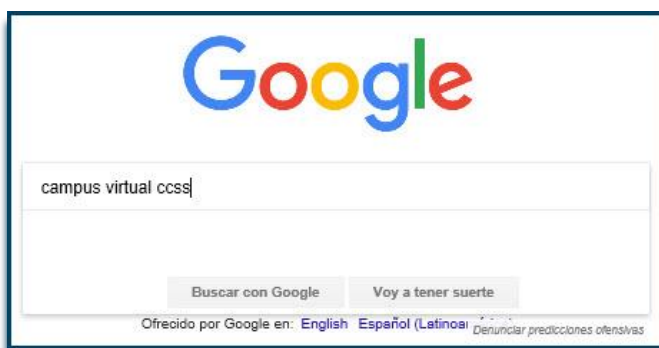 Google
campus virtual ccss
Buscar con Google Voy a tener suerte
Ofrecido por Google en: English Español
Denunciar predicciones ofensivas